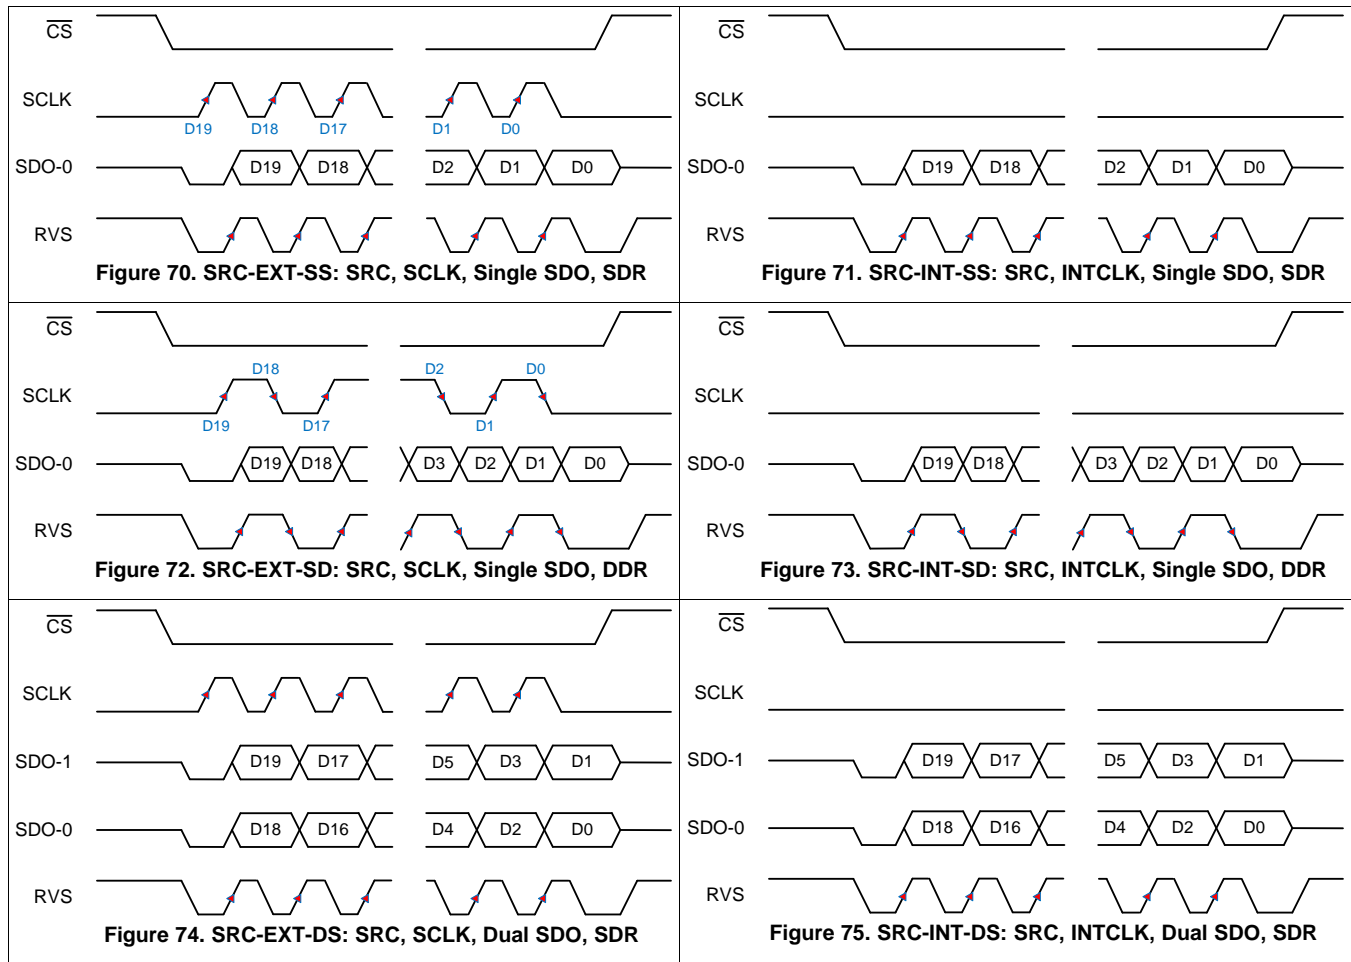 CS
SCLK
D19 D18 D17 D1 D0
SDO-0 D19 D18 D2 D1 D0
RVS
Figure 70. SRC-EXT-SS: SRC, SCLK, Single SDO, SDR
CS
SCLK
SDO-0 D19 D18 D2 D1 D0
RVS
Figure 71. SRC-INT-SS: SRC, INTCLK, Single SDO, SDR
CS
D18 D2 D0
SCLK
D19 D17 D1
SDO-0 D19 D18 D3 D2 D1 D0
RVS
Figure 72. SRC-EXT-SD: SRC, SCLK, Single SDO, DDR
CS
SCLK
SDO-0 D19 D18 D3 D2 D1 D0
RVS
Figure 73. SRC-INT-SD: SRC, INTCLK, Single SDO, DDR
CS
SCLK
SDO-1 D19 D17 D5 D3 D1
SDO-0 D18 D16 D4 D2 D0
RVS
Figure 74. SRC-EXT-DS: SRC, SCLK, Dual SDO, SDR
CS
SCLK
SDO-1 D19 D17 D5 D3 D1
SDO-0 D18 D16 D4 D2 D0
RVS
Figure 75. SRC-INT-DS: SRC, INTCLK, Dual SDO, SDR